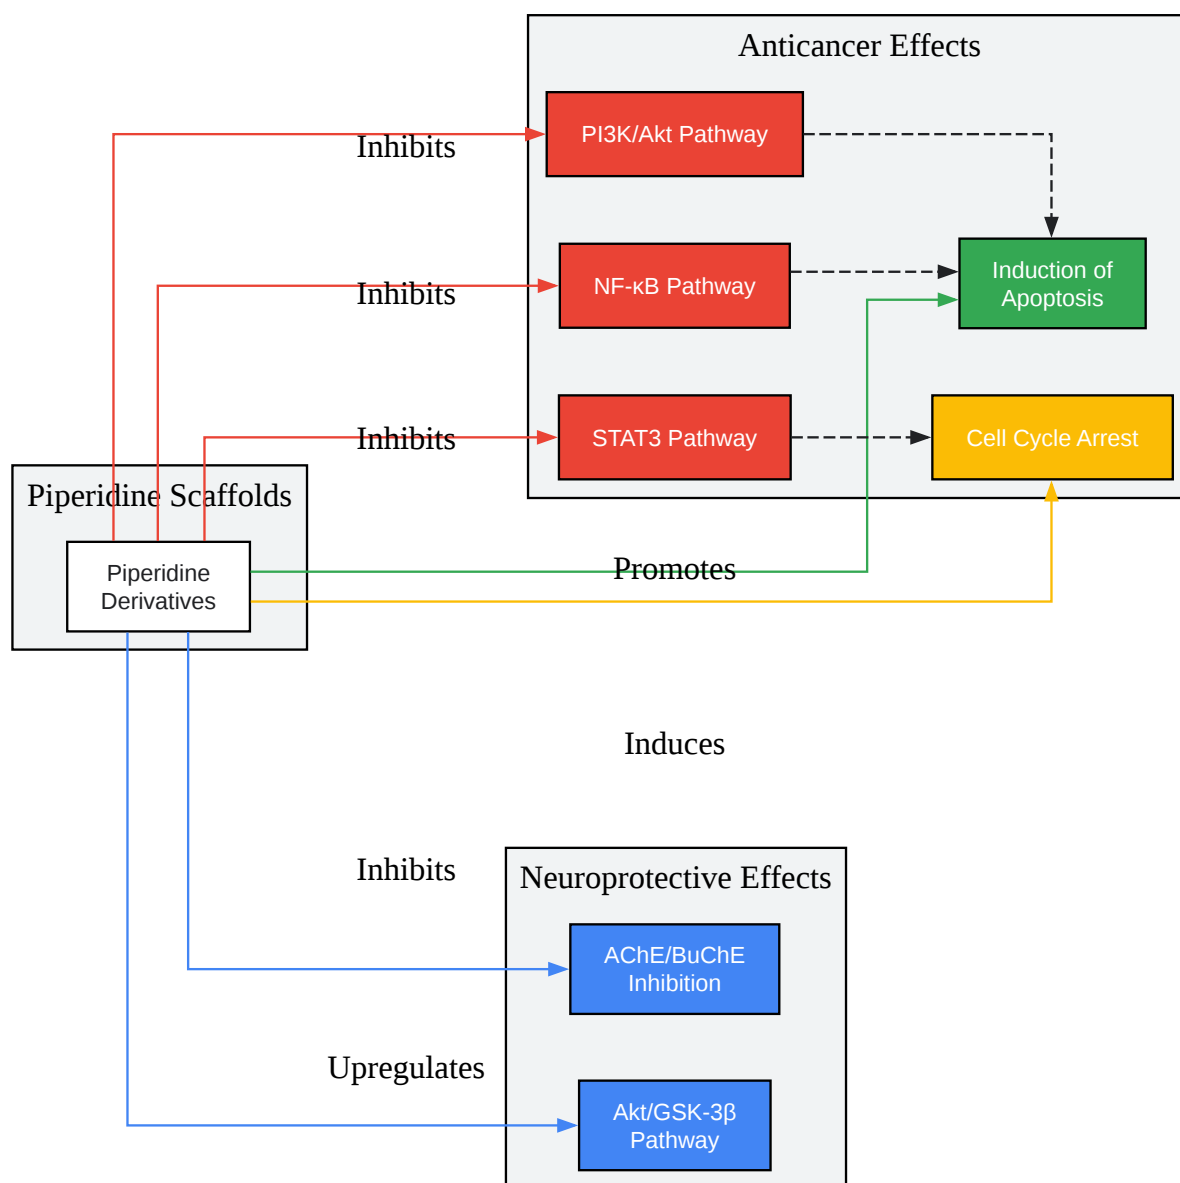 Anticancer Effects
PI3K/Akt Pathway
Inhibits
Induction of
Apoptosis
NF-κB Pathway
Inhibits
STAT3 Pathway
Cell Cycle Arrest
Inhibits
Piperidine Scaffolds
Piperidine
Derivatives
Promotes
Induces
Inhibits
Neuroprotective Effects
AChE/BuChE
Inhibition
Upregulates
Akt/GSK-3β
Pathway